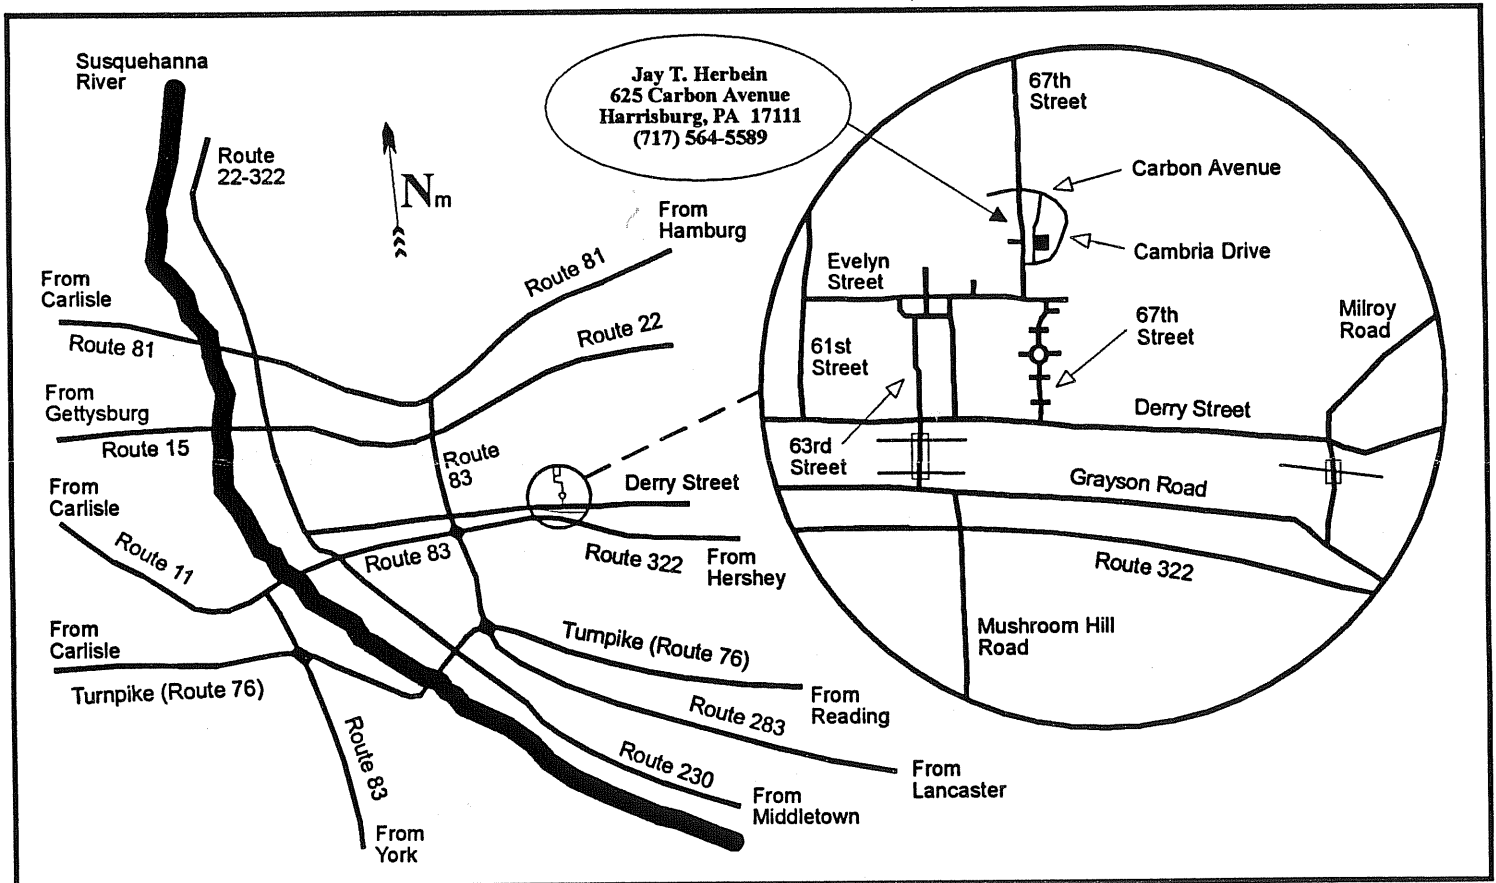 Susquehanna
River
Jay T. Herbein
625 Carbon Avenue
Harrisburg, PA 17111
(717) 564-5589
67th
Street
Route
22-322
Nm
Carbon Avenue
From
Hamburg
Cambria Drive
Route 81
Evelyn
Street
From
Carlisle
Route 81
Route 22
67th
Street
Milroy
Road
61st
Street
From
Gettysburg
Route 15
Derry Street
Route
83
63rd
Street
From
Carlisle
Derry Street
Grayson Road
Route 11
Route 83
Route 322
From
Hershey
Route 322
From
Carlisle
Turnpike (Route 76)
Turnpike (Route 76)
Mushroom Hill
Road
From
Reading
Route 283
Route 83
Route 230
From
Lancaster
From
Middletown
From
York